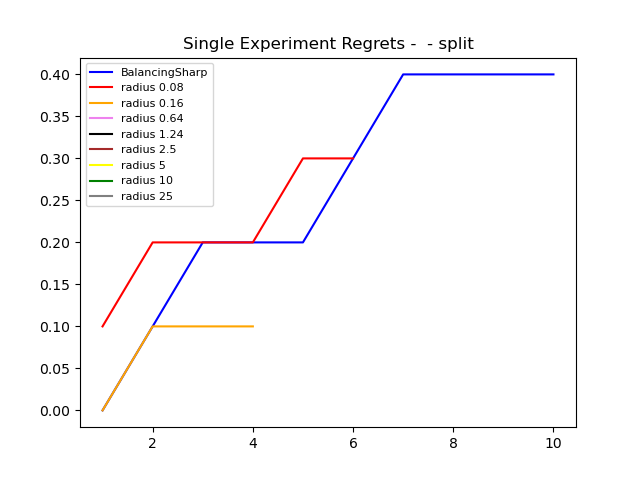 Single Experiment Regrets -  - split
0.40
0.35
0.30
0.25
0.20
0.15
0.10
0.05
0.00
BalancingSharp
radius 0.08
radius 0.16
radius 0.64
radius 1.24
radius 2.5
radius 5
radius 10
radius 25
2 4 6 8 10